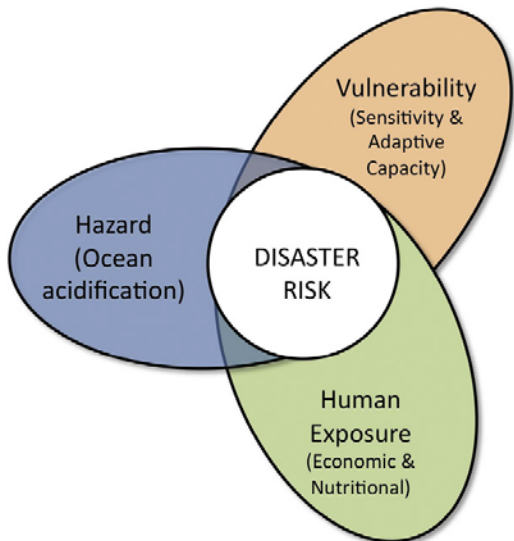 Vulnerability
(Sensitivity &
Adaptive
Capacity)
Hazard
(Ocean
acidification)
DISASTER
RISK
Human
Exposure
(Economic &
Nutritional)